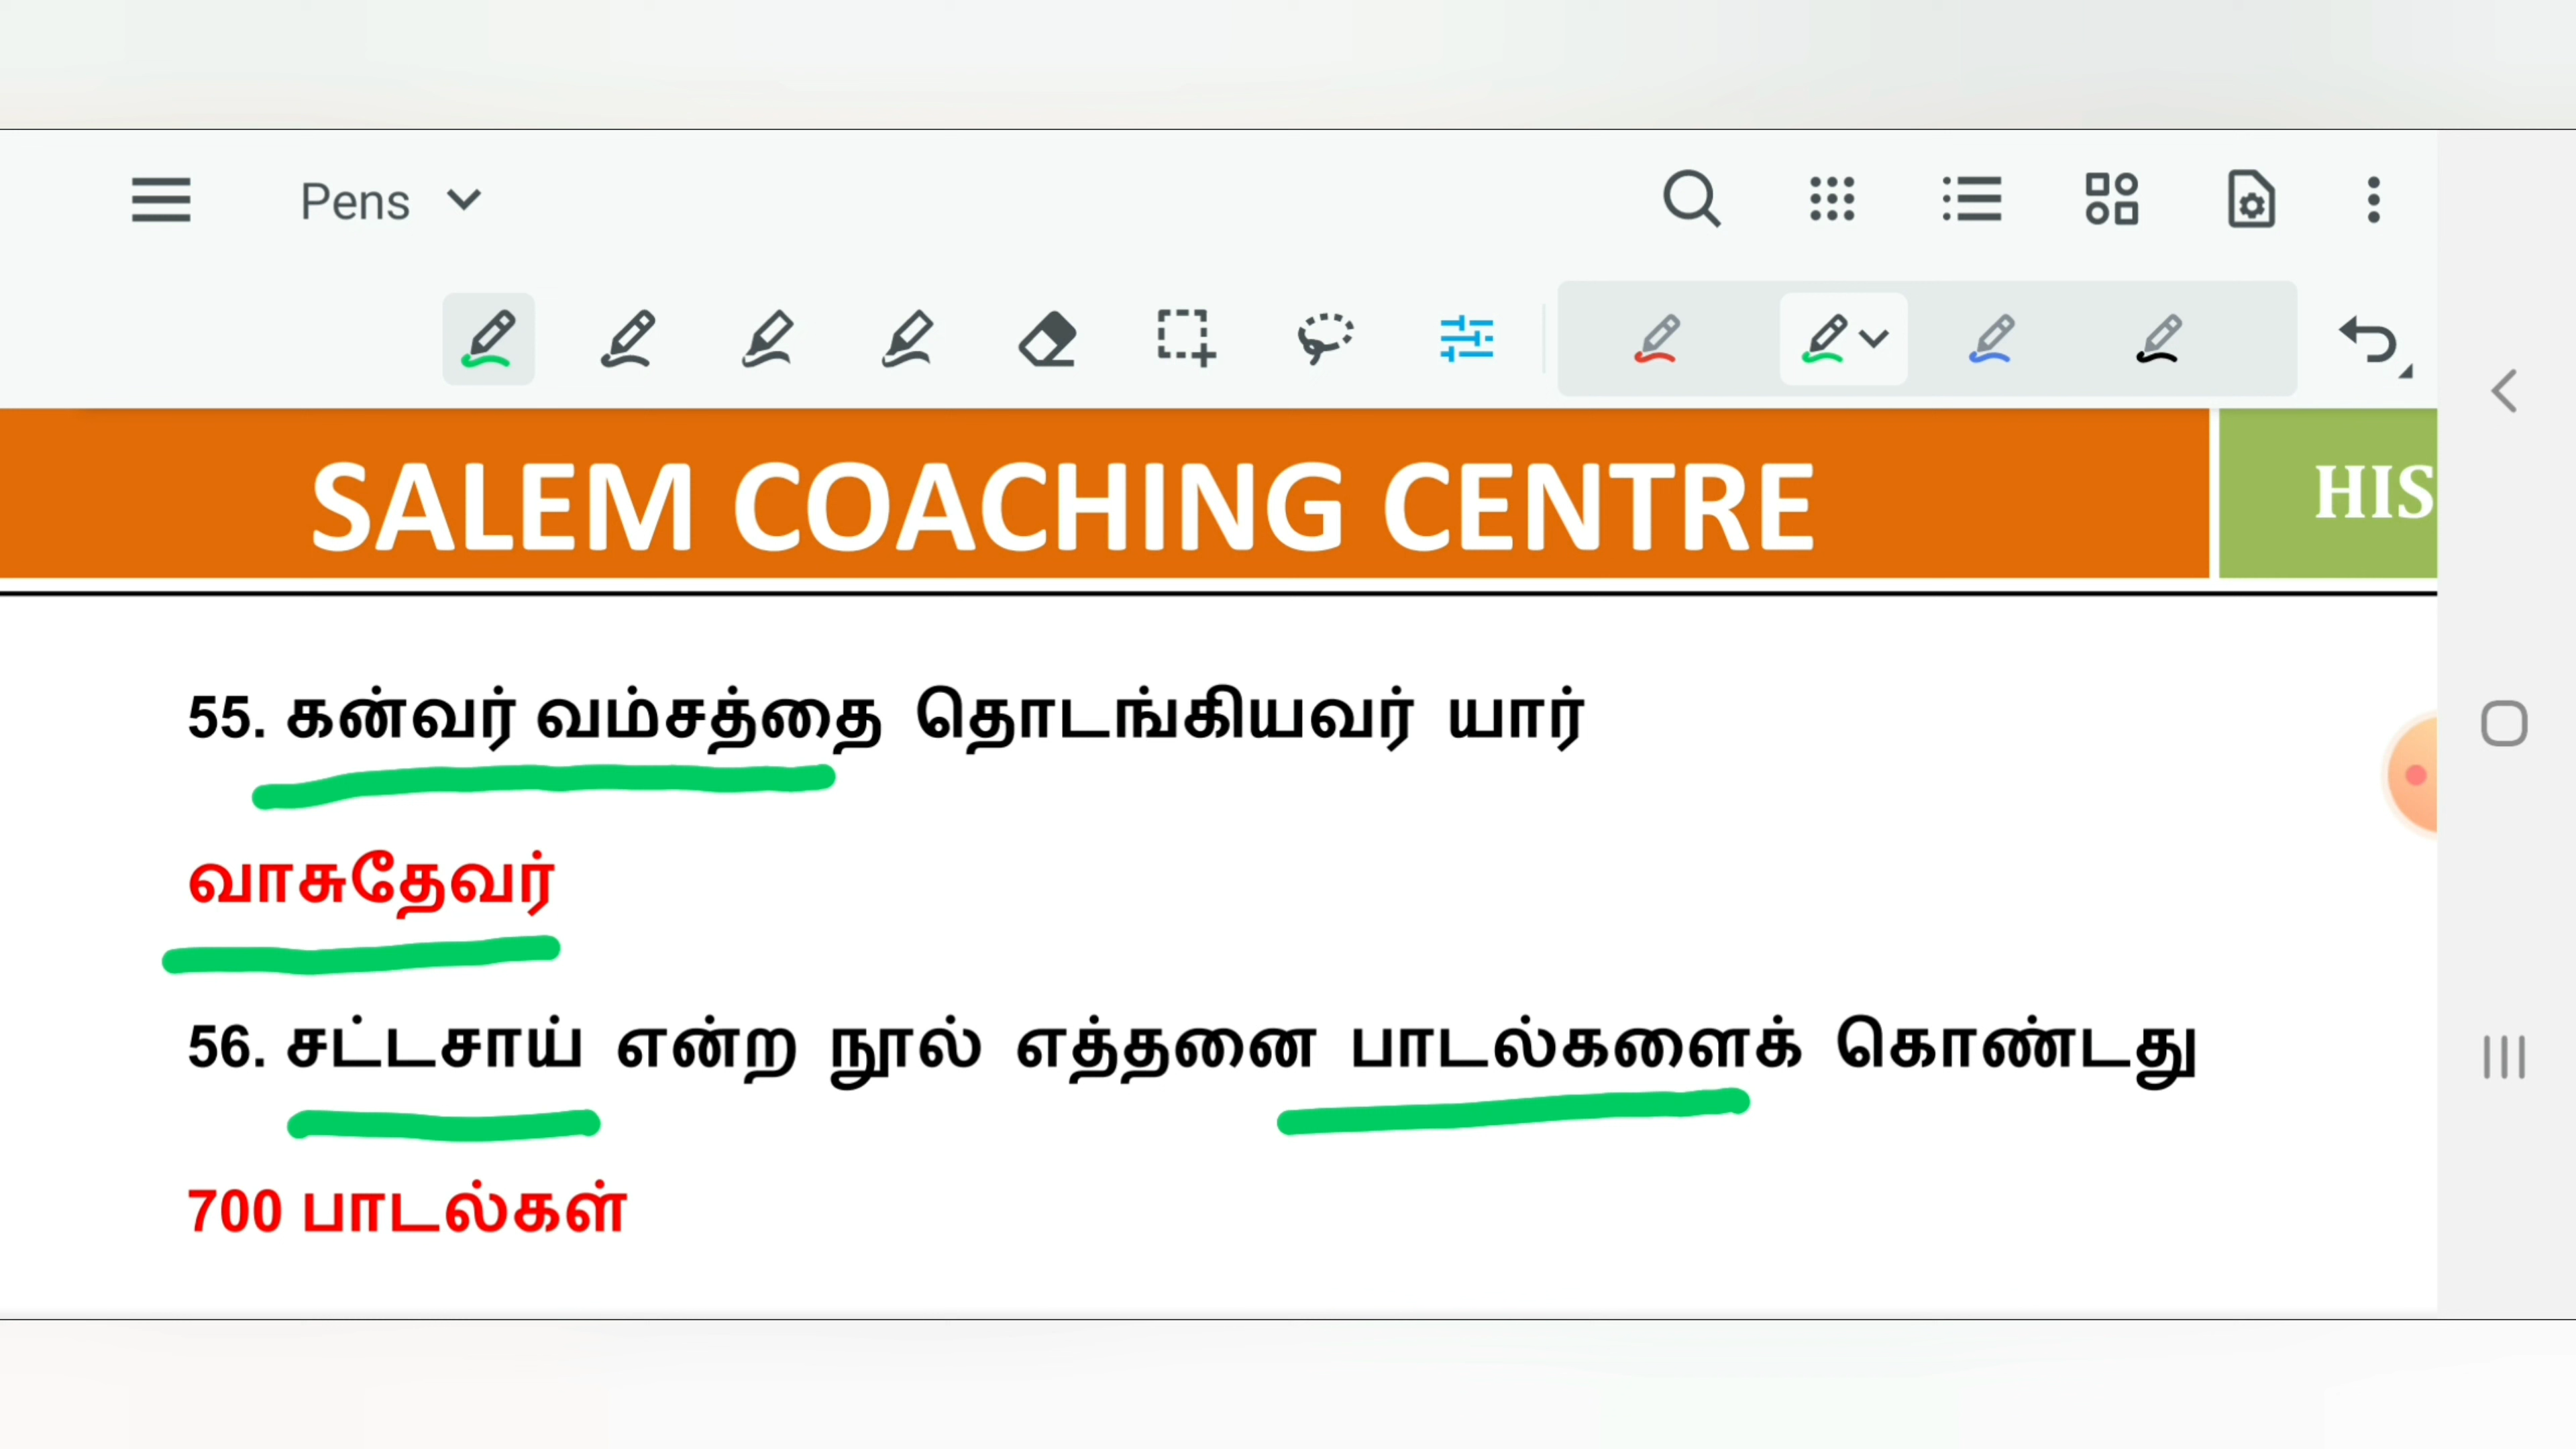 Pens
SALEM COACHING CENTRE
HIS
55. கன்வர் வம்சத்தை தொடங்கியவர் யார்
வாசுதேவர்
56. சட்டசாய் என்ற நூல் எத்தனை பாடல்களைக் கொண்டது
700 பாடல்கள்